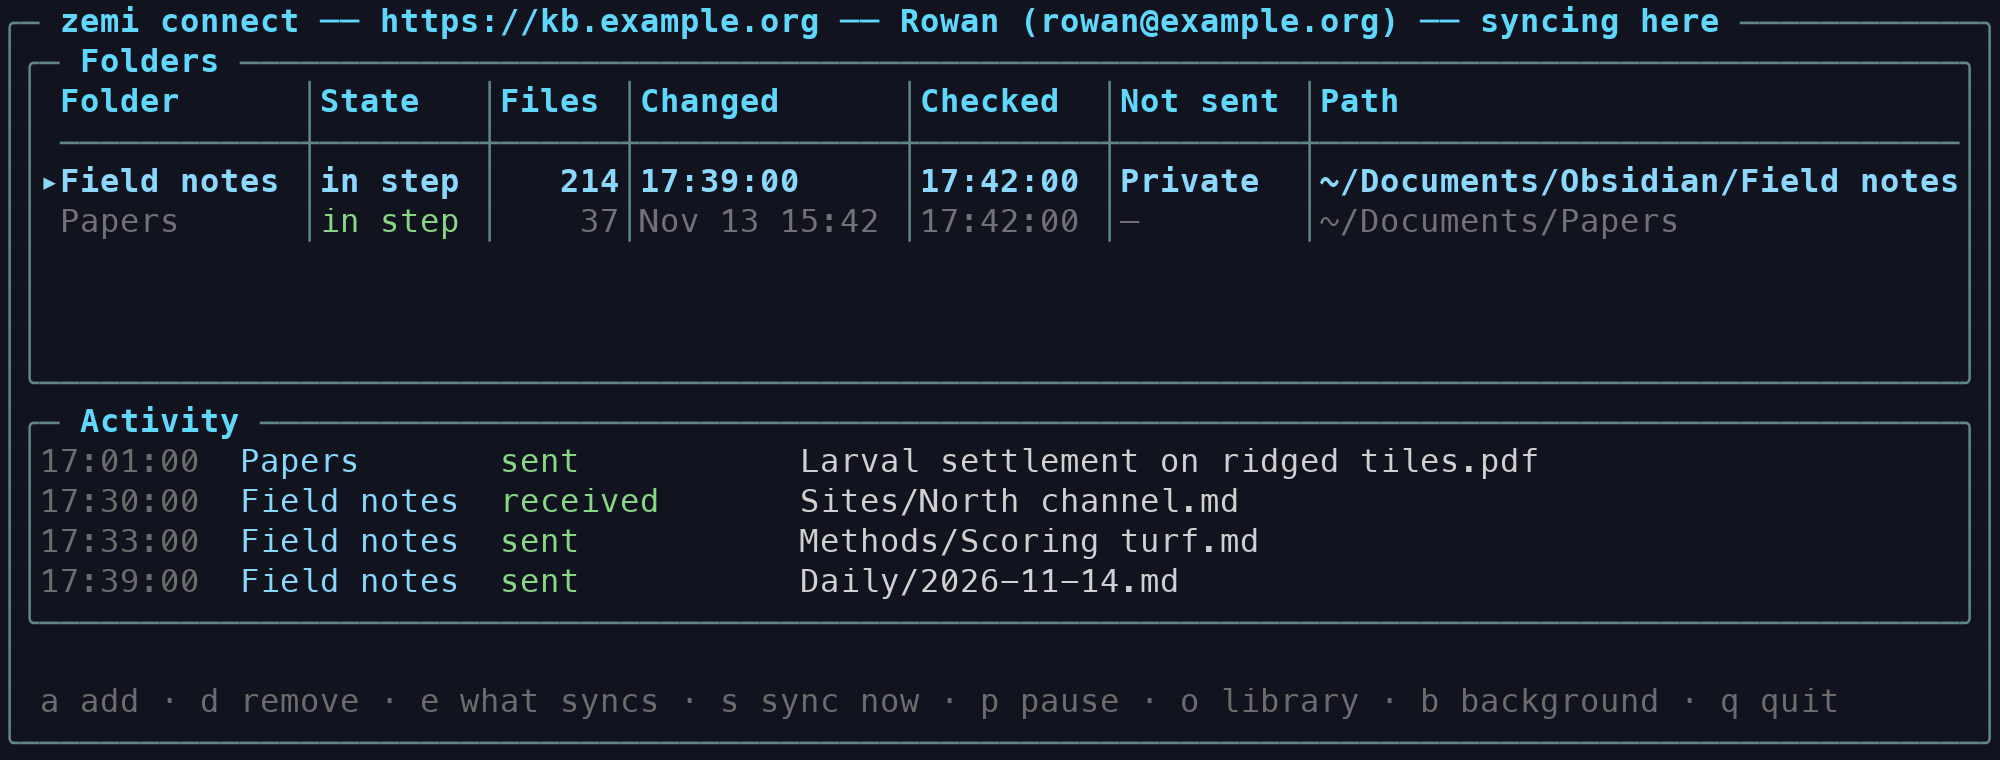 zemi connect —— https://kb.example.org —— Rowan (rowan@example.org) —— syncing here
Folders
Folder State Files Changed Checked Not sent Path
▸Field notes in step 214 17:39:00 17:42:00 Private ~/Documents/Obsidian/Field notes
Papers in step 37 Nov 13 15:42 17:42:00 — ~/Documents/Papers
Activity
17:01:00 Papers sent Larval settlement on ridged tiles.pdf
17:30:00 Field notes received Sites/North channel.md
17:33:00 Field notes sent Methods/Scoring turf.md
17:39:00 Field notes sent Daily/2026-11-14.md
a add · d remove · e what syncs · s sync now · p pause · o library · b background · q quit